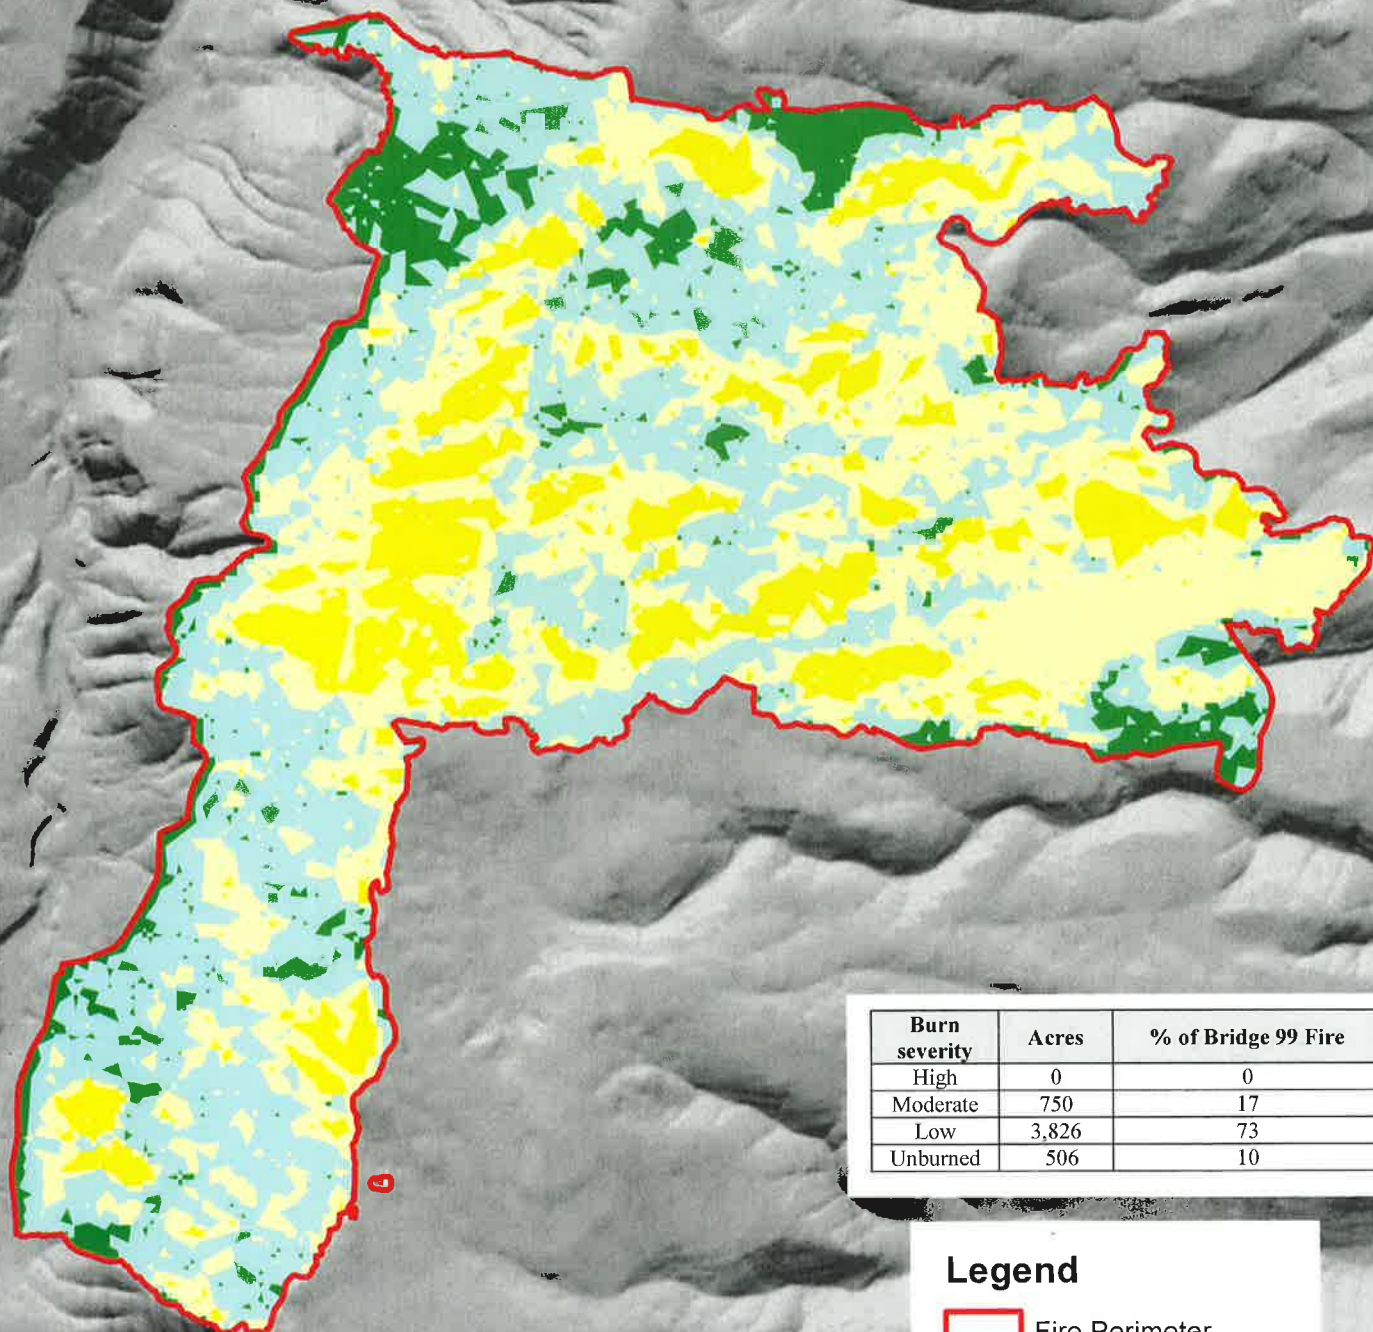 Burn severity Acres % of Bridge 99 Fire
High 0 0
Moderate 750 17
Low 3,826 73
Unburned 506 10
Legend
Fire Perimeter